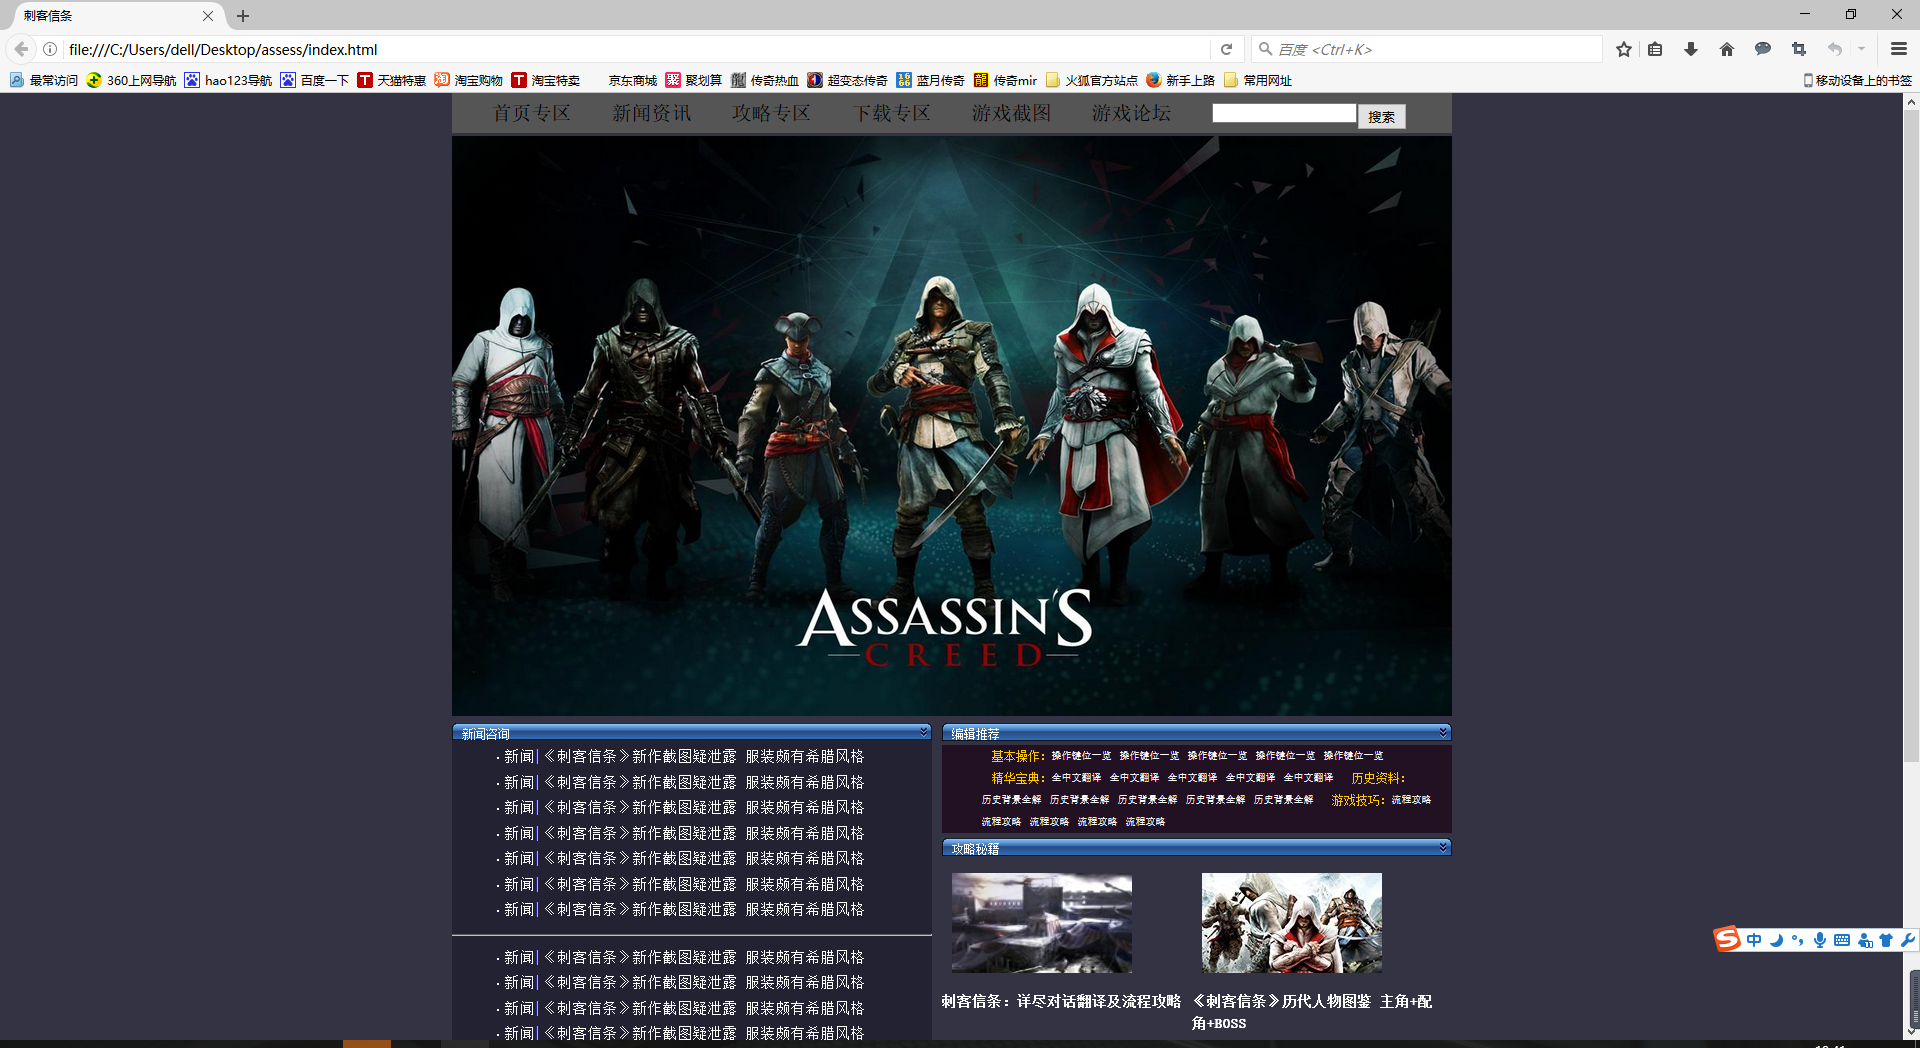 刺客信条
file:///C:/Users/dell/Desktop/assess/index.html
百度 <Ctrl+K>
最常访问 360上网导航 hao123导航 百度一下 天猫特惠 淘宝购物 淘宝特卖 京东商城 聚划算 传奇热血 超变态传奇 蓝月传奇 传奇mir 火狐官方站点 新手上路 常用网址 移动设备上的书签
首页专区 新闻资讯 攻略专区 下载专区 游戏截图 游戏论坛 搜索
ASSASSIN'S
CREED
新闻咨询
·新闻|《刺客信条》新作截图疑泄露 服装颇有希腊风格
·新闻|《刺客信条》新作截图疑泄露 服装颇有希腊风格
·新闻|《刺客信条》新作截图疑泄露 服装颇有希腊风格
·新闻|《刺客信条》新作截图疑泄露 服装颇有希腊风格
·新闻|《刺客信条》新作截图疑泄露 服装颇有希腊风格
·新闻|《刺客信条》新作截图疑泄露 服装颇有希腊风格
·新闻|《刺客信条》新作截图疑泄露 服装颇有希腊风格
·新闻|《刺客信条》新作截图疑泄露 服装颇有希腊风格
·新闻|《刺客信条》新作截图疑泄露 服装颇有希腊风格
·新闻|《刺客信条》新作截图疑泄露 服装颇有希腊风格
·新闻|《刺客信条》新作截图疑泄露 服装颇有希腊风格
编辑推荐
基本操作：操作键位一览 操作键位一览 操作键位一览 操作键位一览 操作键位一览
精华宝典：全中文翻译 全中文翻译 全中文翻译 全中文翻译 全中文翻译 历史资料：
历史背景全解 历史背景全解 历史背景全解 历史背景全解 历史背景全解 游戏技巧：流程攻略
流程攻略 流程攻略 流程攻略 流程攻略
攻略秘籍
刺客信条：详尽对话翻译及流程攻略
《刺客信条》历代人物图鉴 主角+配
角+BOSS
中